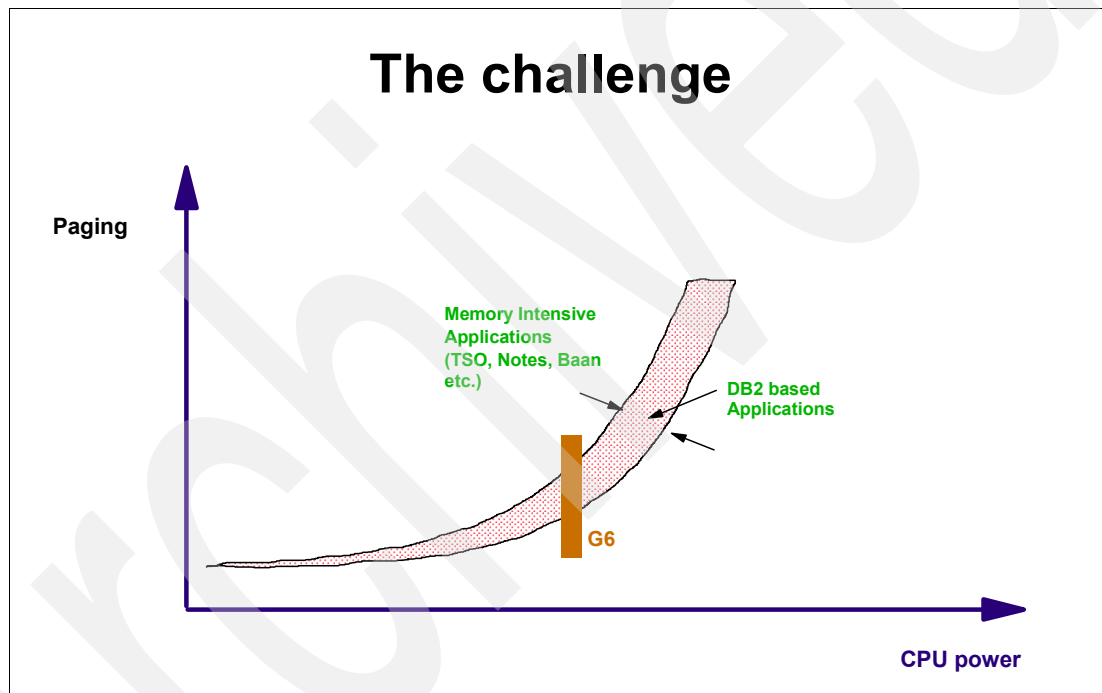 The challenge
Paging
Memory Intensive
Applications
(TSO, Notes, Baan
etc.)
DB2 based
Applications
G6
CPU power